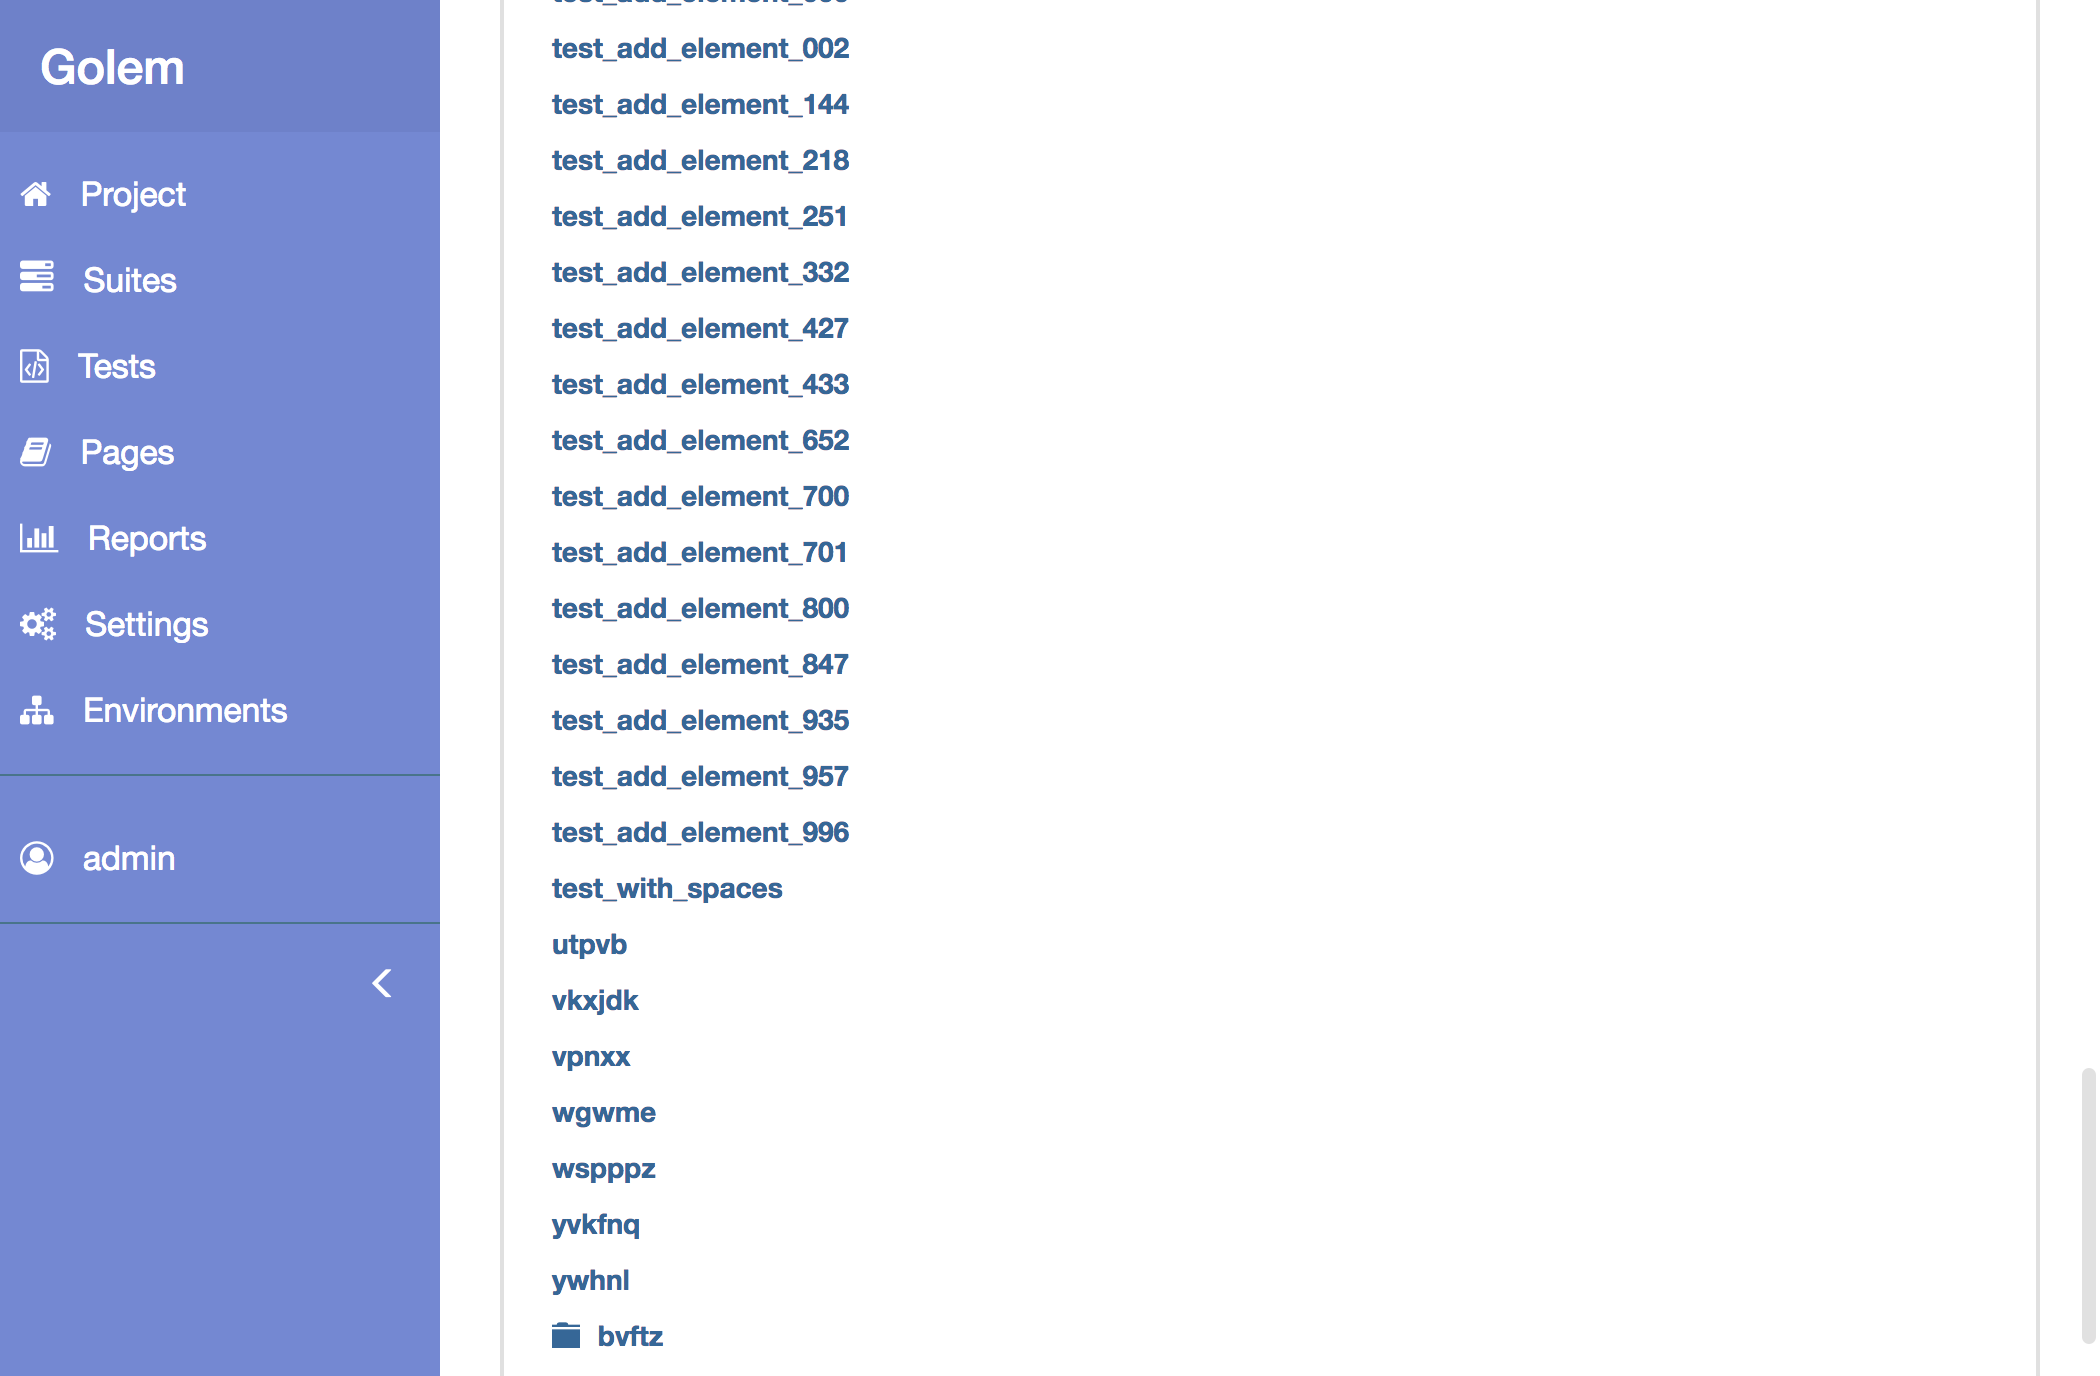 Golem
Project
Suites
Tests
Pages
Reports
Settings
Environments
admin
test_add_element_002
test_add_element_144
test_add_element_218
test_add_element_251
test_add_element_332
test_add_element_427
test_add_element_433
test_add_element_652
test_add_element_700
test_add_element_701
test_add_element_800
test_add_element_847
test_add_element_935
test_add_element_957
test_add_element_996
test_with_spaces
utpvb
vkxjdk
vpnxx
wgwme
wspppz
yvkfnq
ywhnl
bvftz